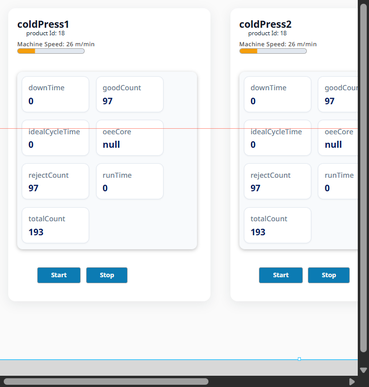 coldPress1
product Id: 18
Machine Speed: 26 m/min
downTime
0
goodCount
97
idealCycleTime
0
oeeCore
null
rejectCount
97
runTime
0
totalCount
193
Start
Stop
coldPress2
product Id: 18
Machine Speed: 26 m/min
downTime
0
goodCou
97
idealCycleTime
0
oeeCore
null
rejectCount
97
runTime
0
totalCount
193
Start
Stop